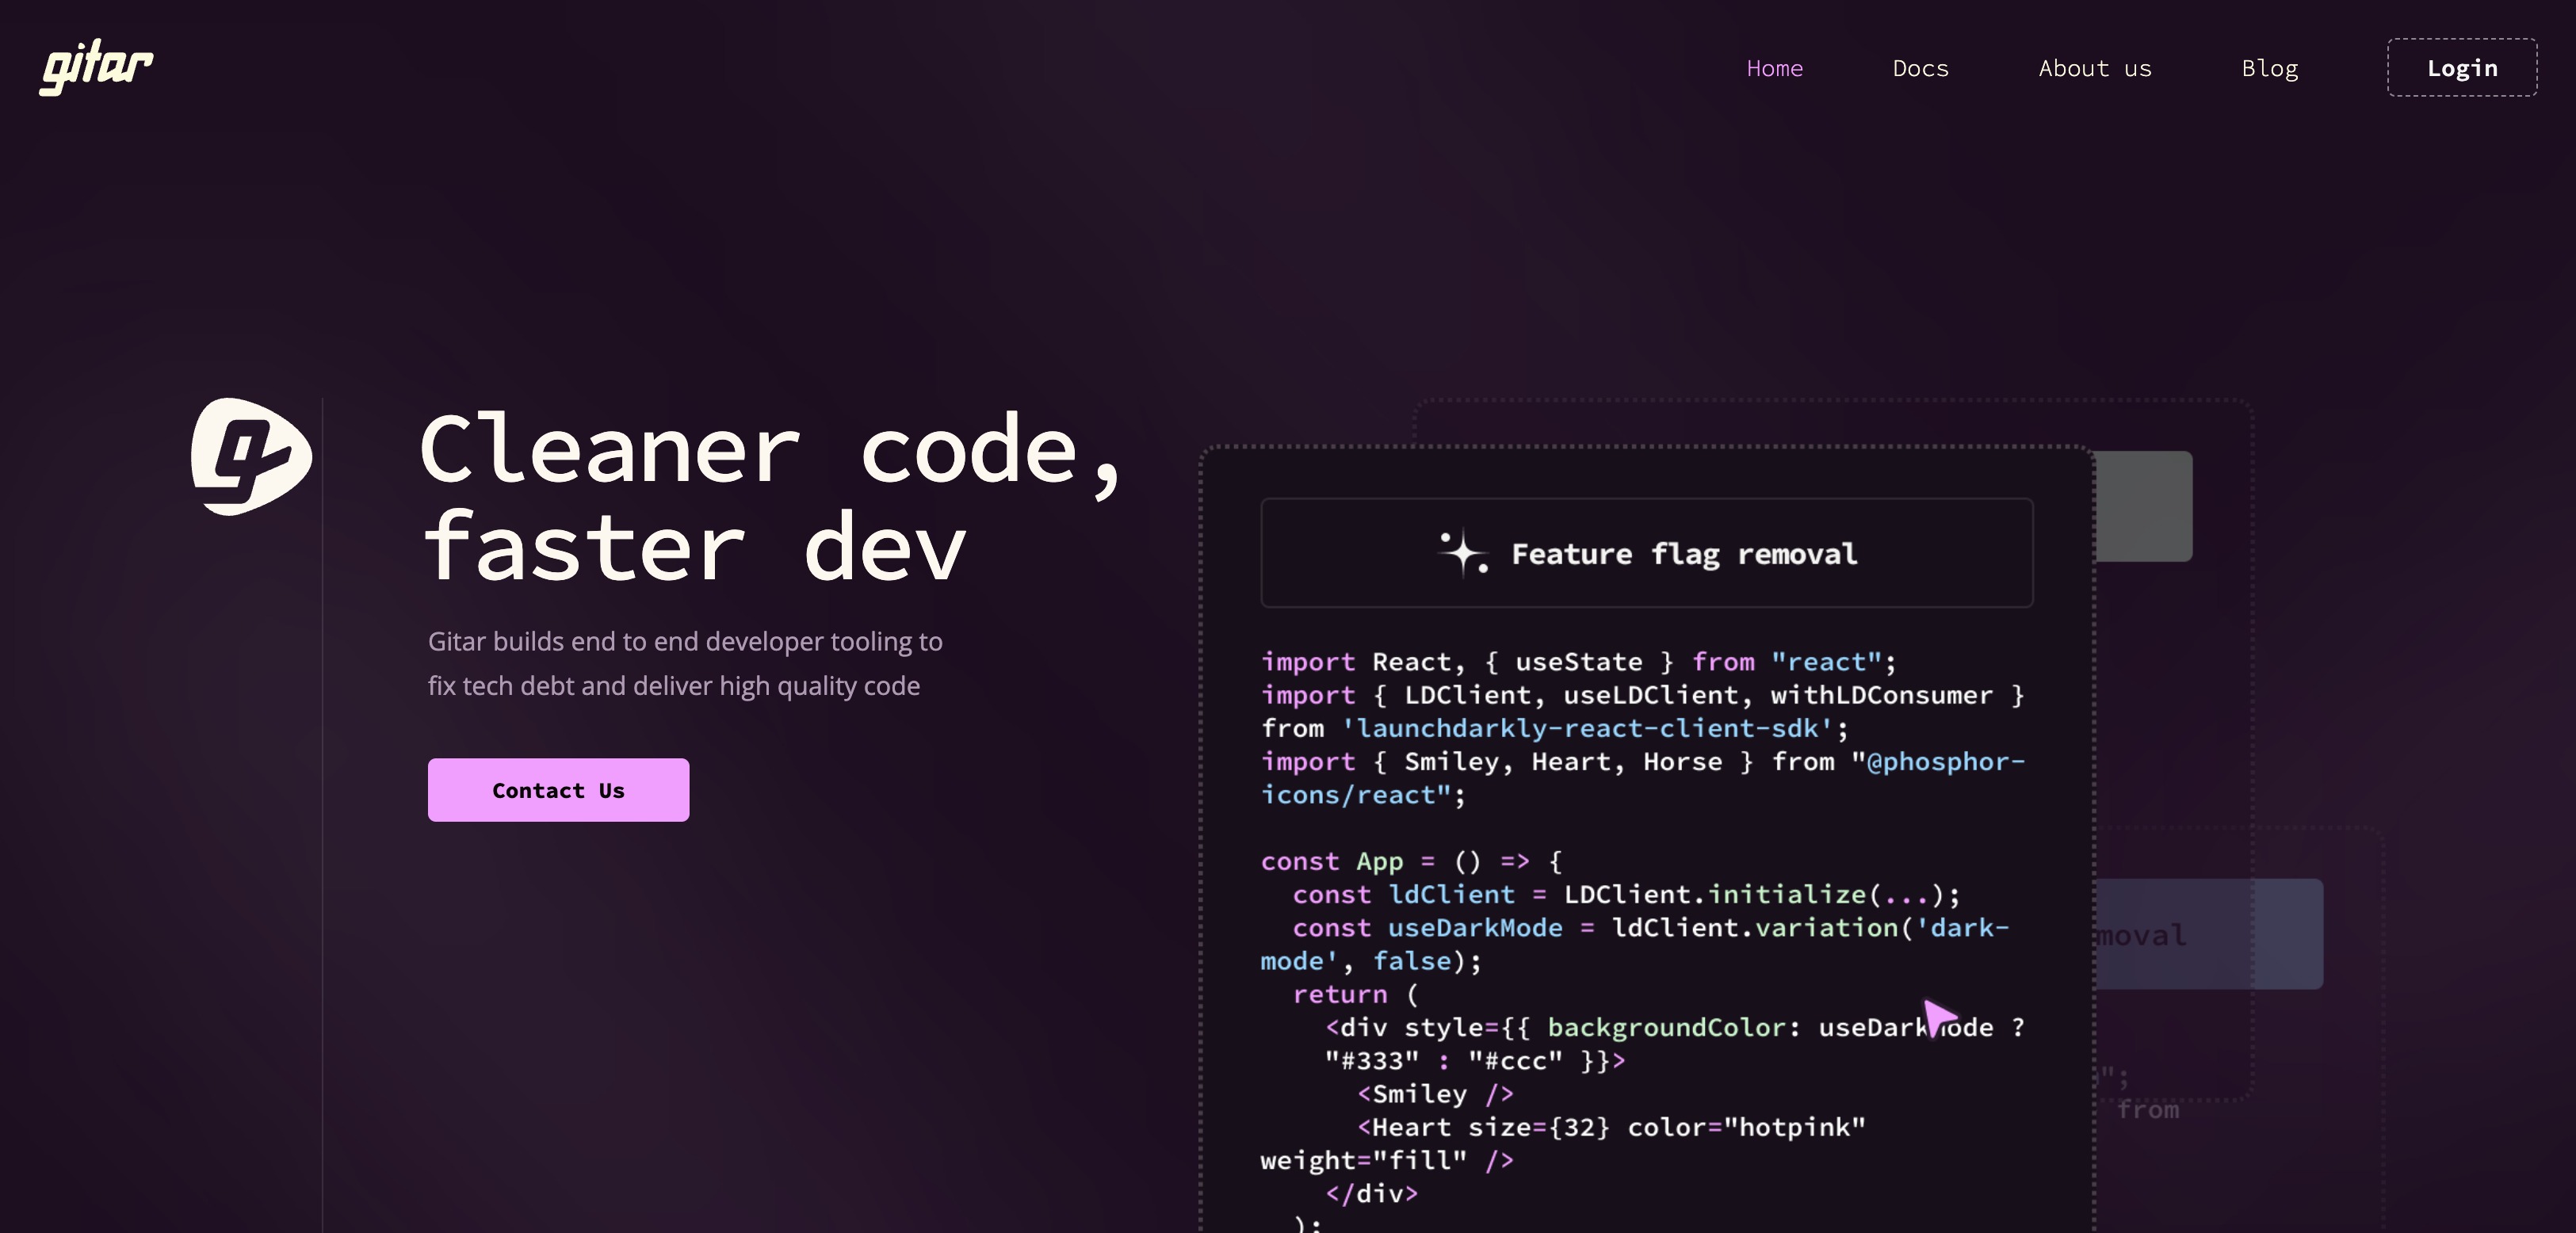 gitar
Home
Docs
About us
Blog
Login
g
Cleaner code,
faster dev
Gitar builds end to end developer tooling to
fix tech debt and deliver high quality code
Contact Us
Feature flag removal
import React, { useState } from "react";
import { LDClient, useLDClient, withLDConsumer }
from 'launchdarkly-react-client-sdk';
import { Smiley, Heart, Horse } from "@phosphor-
icons/react";
const App = () => {
  const ldClient = LDClient.initialize(...);
  const useDarkMode = ldClient.variation('dark-
mode', false);
  return (
    <div style={{ backgroundColor: useDarkMode ?
    "#333" : "#ccc" }}>
      <Smiley />
      <Heart size={32} color="hotpink"
weight="fill" />
    </div>
  );
moval
";
from